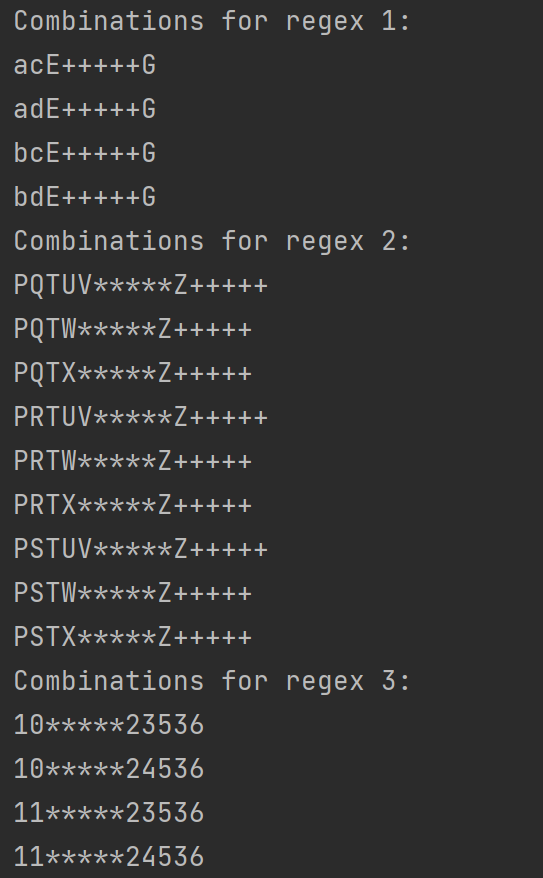 Combinations for regex 1:
acE+++++G
adE+++++G
bcE+++++G
bdE+++++G
Combinations for regex 2:
PQTUV*****Z+++++
PQTW*****Z+++++
PQTX*****Z+++++
PRTUV*****Z+++++
PRTW*****Z+++++
PRTX*****Z+++++
PSTUV*****Z+++++
PSTW*****Z+++++
PSTX*****Z+++++
Combinations for regex 3:
10*****23536
10*****24536
11*****23536
11*****24536